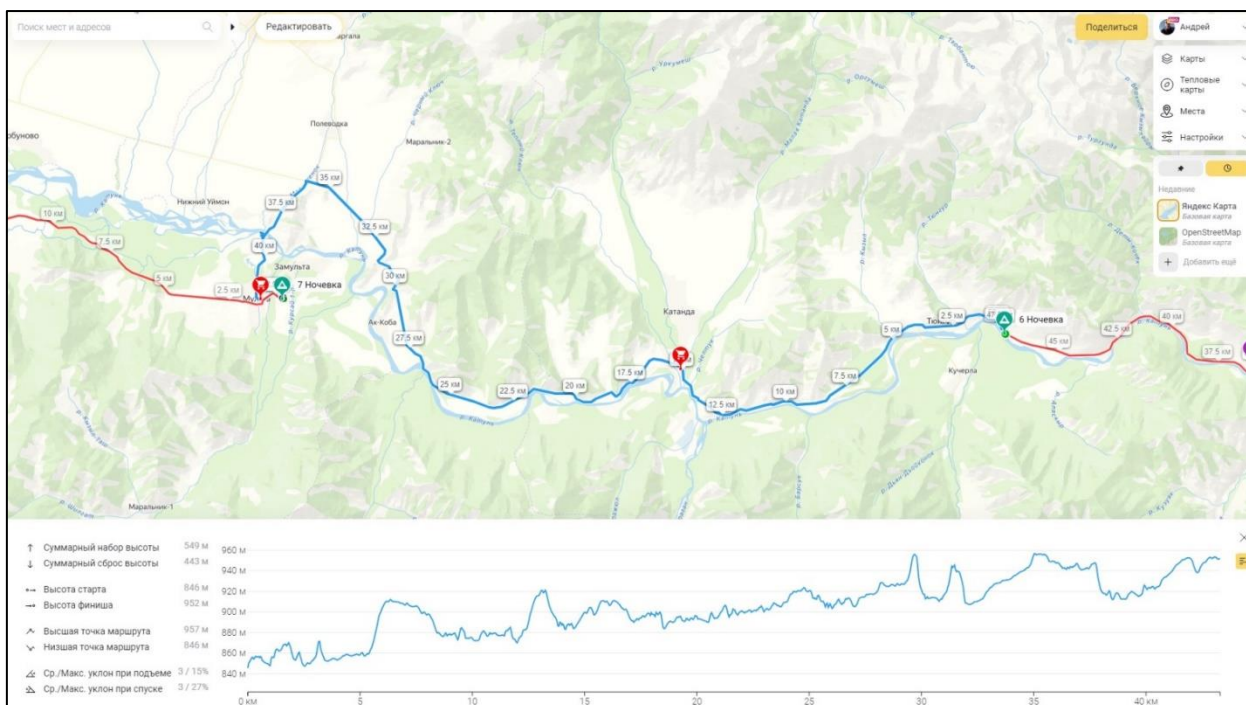 Поиск мест и адресов
Редактировать
Поделиться
Андрей
Карты
Тепловые карты
Места
Настройки
Недавние
Яндекс Карта
Базовая карта
OpenStreetMap
Базовая карта
Добавить ещё
р. Черный Ключ
Полеводка
Маральник-2
Нижний Уймон
35 км
37.5 км
32.5 км
10 км
7.5 км
40 км
30 км
5 км
Замульта
2.5 км
7 Ночевка
Ак-Коба
27.5 км
25 км
22.5 км
20 км
17.5 км
Катанда
12.5 км
10 км
7.5 км
5 км
2.5 км
6 Ночевка
45 км
42.5 км
40 км
37.5 км
Кучерла
р. Катунь
р. Катунь
Маральник-1
Суммарный набор высоты 549 м
Суммарный сброс высоты 443 м
Высота старта 846 м
Высота финиша 952 м
Высшая точка маршрута 957 м
Низшая точка маршрута 846 м
Ср./Макс. уклон при подъеме 3 / 15%
Ср./Макс. уклон при спуске 3 / 27%
960 м
940 м
920 м
900 м
880 м
860 м
840 м
0 км
5
10
15
20
25
30
35
40 км